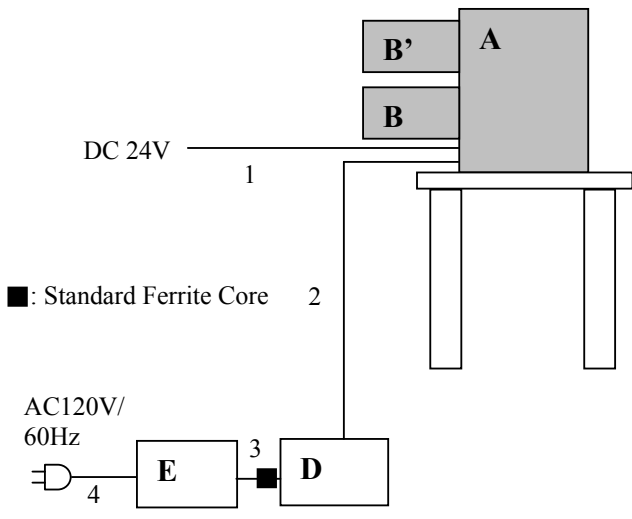 B’
A
B
DC 24V
1
■: Standard Ferrite Core
2
AC120V/
60Hz
3
E
D
4